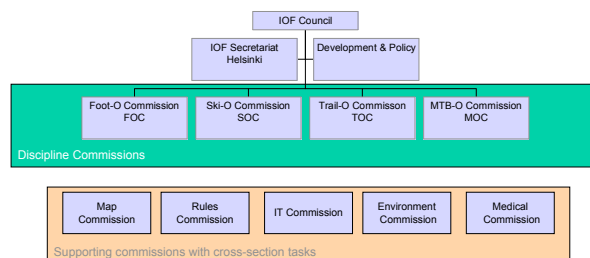 IOF Council
IOF Secretariat
Helsinki
Development & Policy
Foot-O Commission
FOC
Ski-O Commission
SOC
Trail-O Commisson
TOC
MTB-O Commission
MOC
Discipline Commissions
Map
Commission
Rules
Commission
IT Commission
Environment
Commission
Medical
Commission
Supporting commissions with cross-section tasks